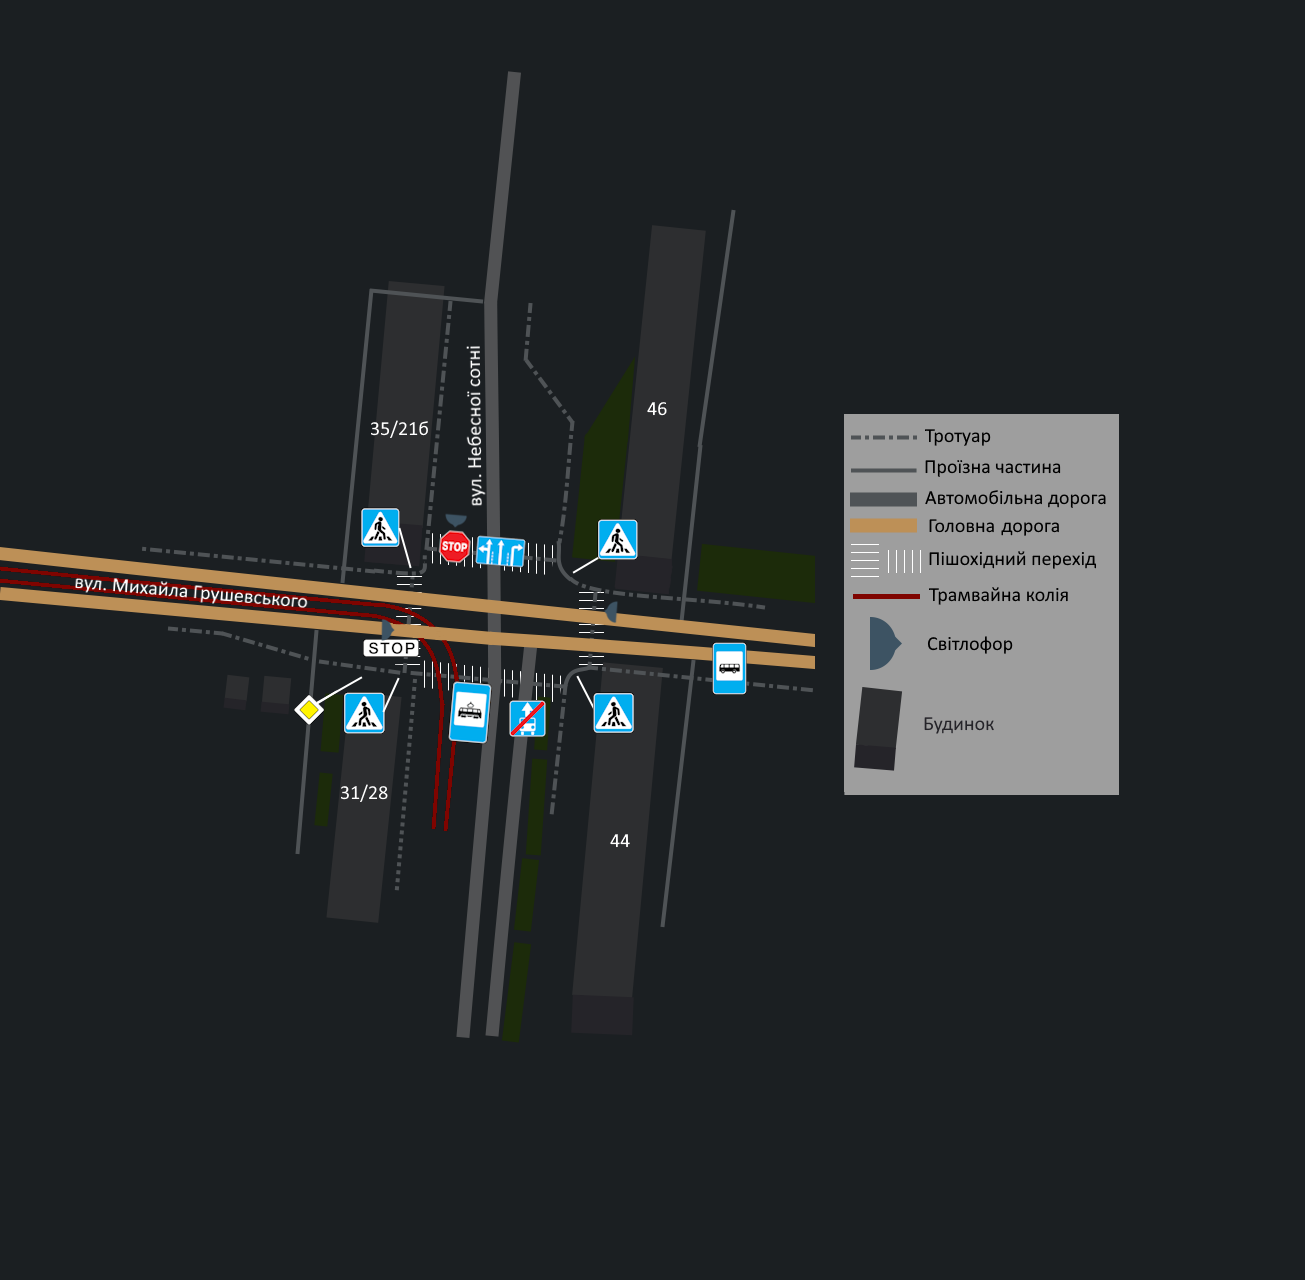 46
35/21б
вул. Небесної сотні
STOP
вул. Михайла Грушевського
STOP
31/28
44
Тротуар
Проїзна частина
Автомобільна дорога
Головна дорога
Пішохідний перехід
Трамвайна колія
Світлофор
Будинок